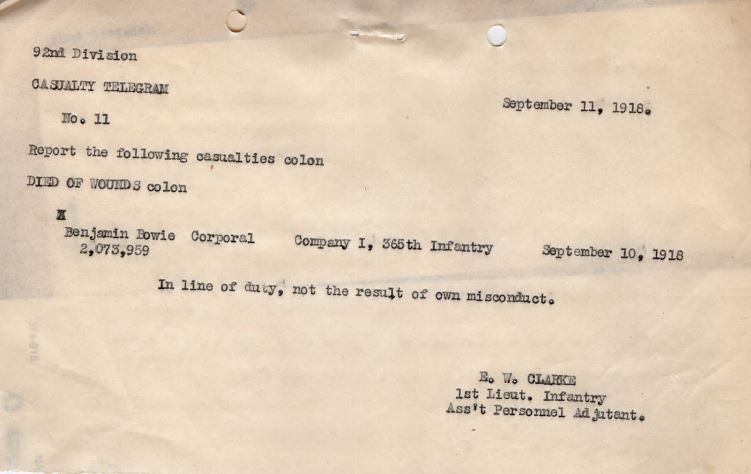 92nd Division
CASUALTY TELEGRAM
September 11, 1918.
No. 11
Report the following casualties colon
DIED OF WOUNDS colon
X
Benjamin Bowie Corporal Company I, 365th Infantry September 10, 1918
2,073,959
In line of duty, not the result of own misconduct.
E. W. CLARKE
1st Lieut. Infantry
Ass't Personnel Adjutant.